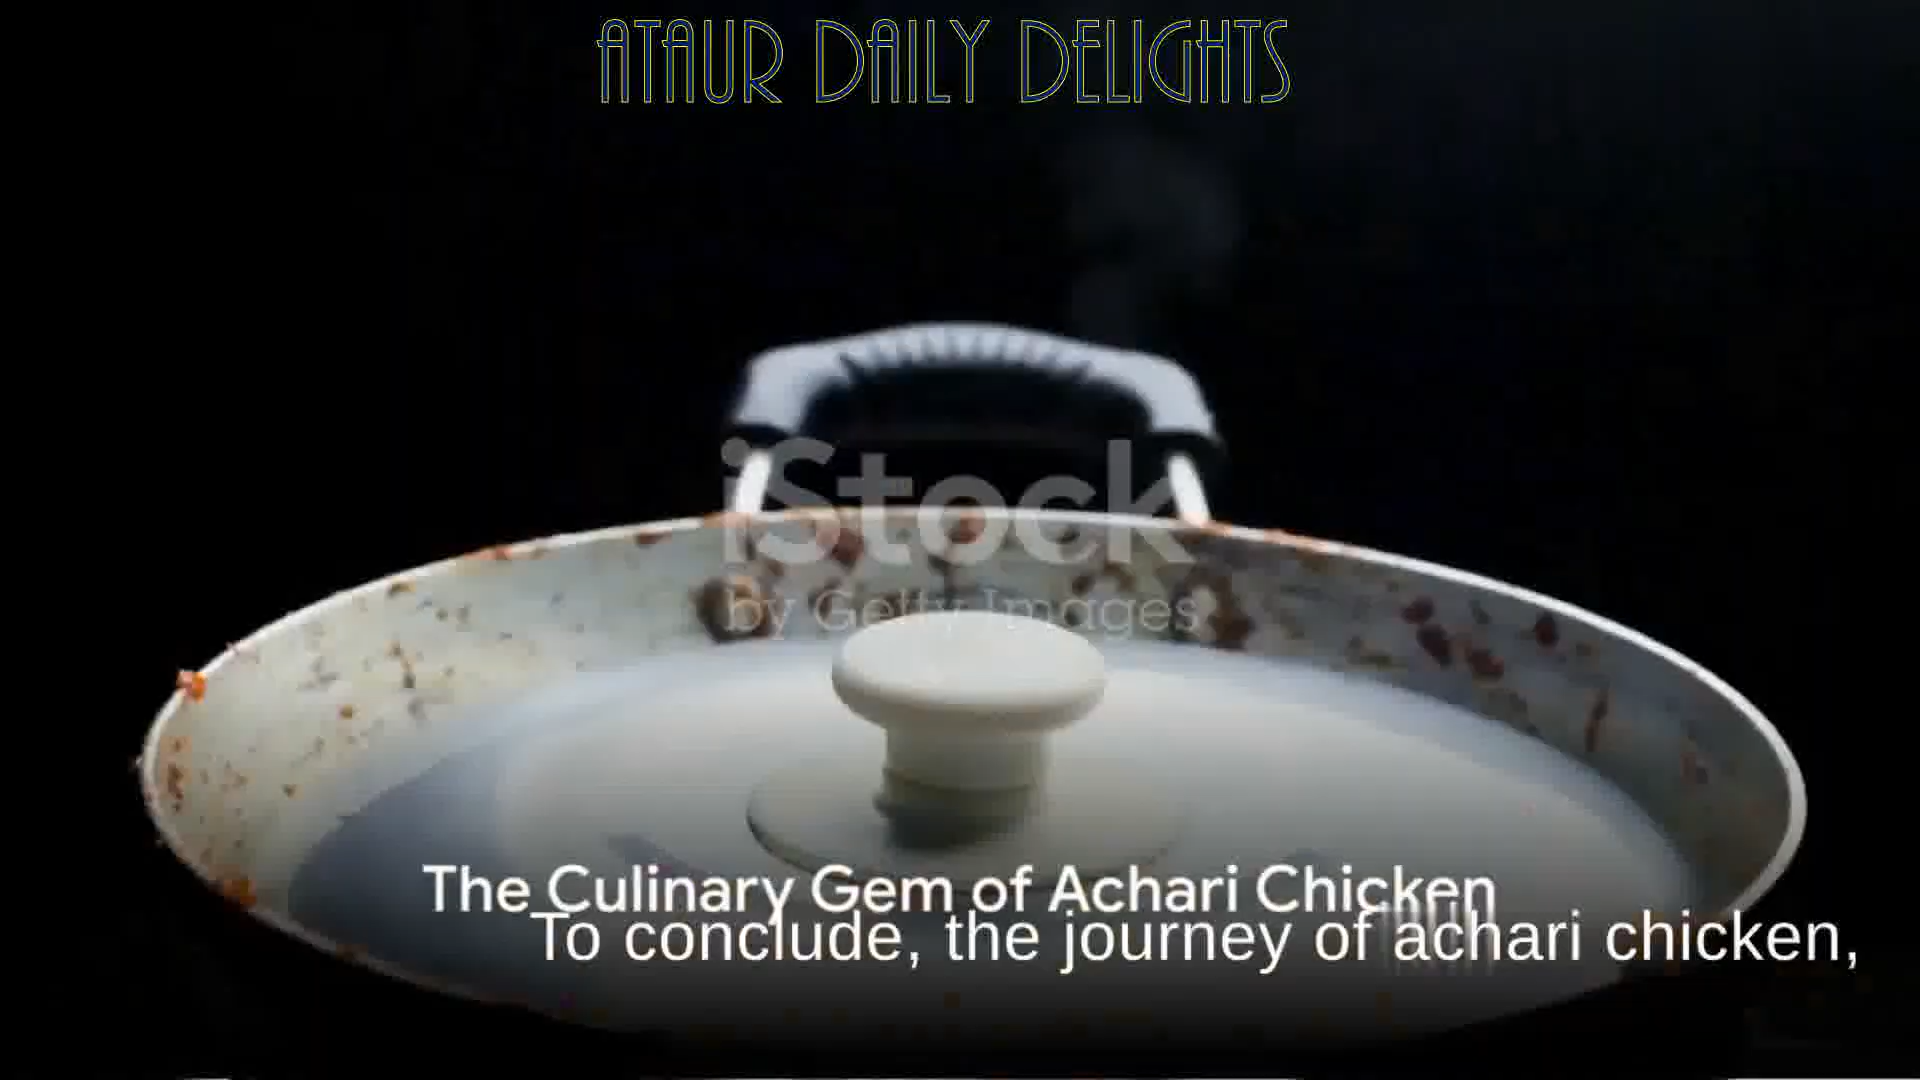 ATAUR DAILY DELIGHTS
iStock
by Getty Images
The Culinary Gem of Achari Chicken
To conclude, the journey of achari chicken,